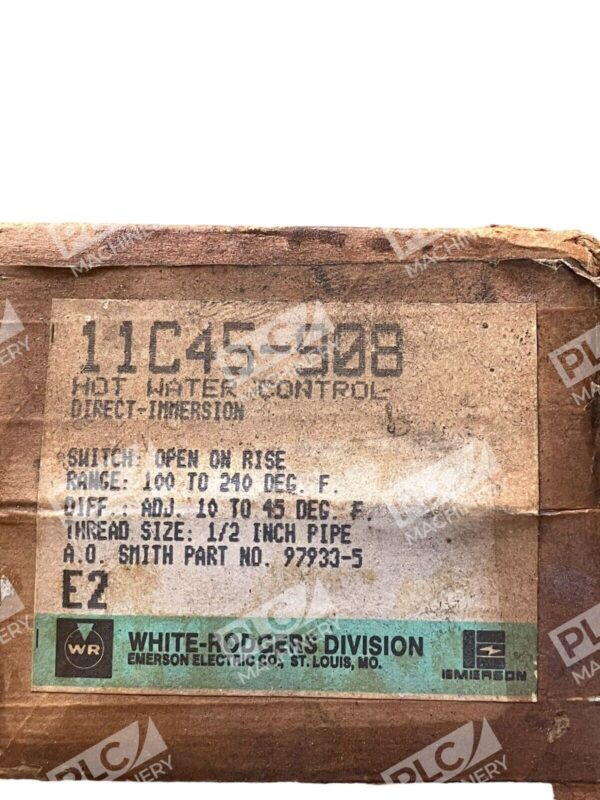 11C45-908
HOT WATER CONTROL
DIRECT-IMMERSION
SWITCH: OPEN ON RISE
RANGE: 100 TO 240 DEG. F.
DIFF.: ADJ. 10 TO 45 DEG. F.
THREAD SIZE: 1/2 INCH PIPE
A.O. SMITH PART NO. 97933-5
E2
WR
WHITE-RODGERS DIVISION
EMERSON ELECTRIC CO., ST. LOUIS, MO.
EMERSON
PLC MACHINERY